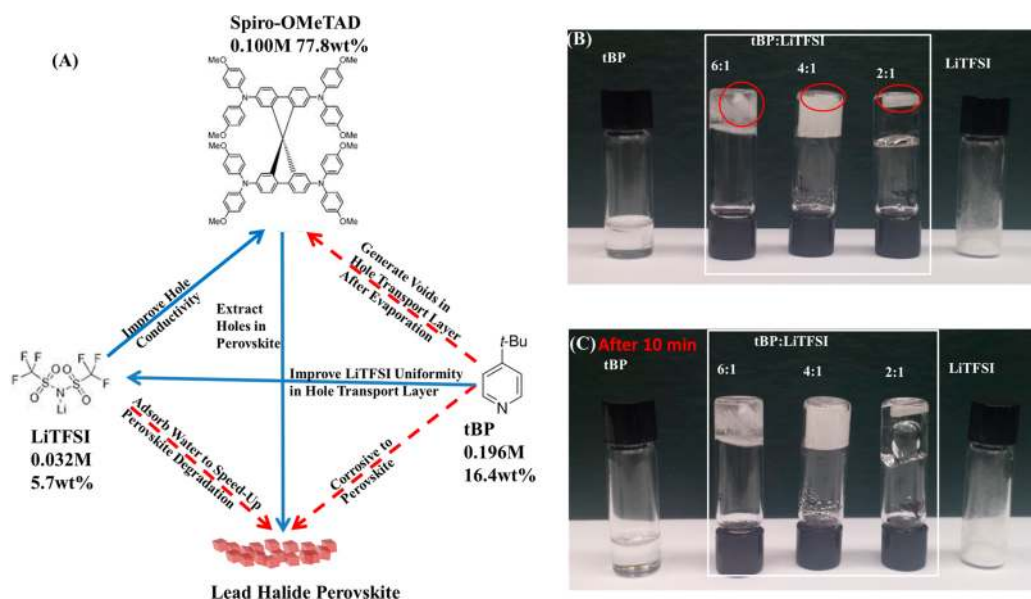 Spiro-OMeTAD
0.100M 77.8wt%
(A)
MeO
OMe
MeO
OMe
N
N
MeO
OMe
MeO
OMe
N
N
MeO
OMe
MeO
OMe
Improve Hole
Conductivity
Extract
Holes in
Perovskite
Generate Voids in
Hole Transport Layer
After Evaporation
Improve LiTFSI Uniformity
in Hole Transport Layer
F
F
F
O
O
S
N
Li
O
O
S
F
F
F
LiTFSI
0.032M
5.7wt%
t-Bu
N
tBP
0.196M
16.4wt%
Adsorb Water to Speed-Up
Perovskite Degradation
Corrosive to
Perovskite
Lead Halide Perovskite
(B)
tBP
tBP:LiTFSI
6:1
4:1
2:1
LiTFSI
(C) After 10 min
tBP
tBP:LiTFSI
6:1
4:1
2:1
LiTFSI